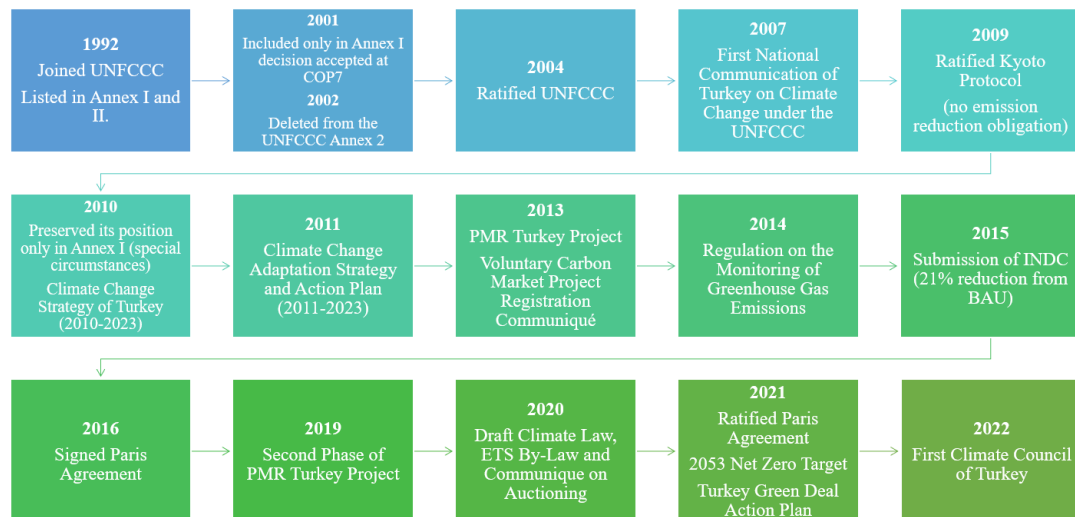 1992
Joined UNFCCC
Listed in Annex I and
II.
2001
Included only in Annex I
decision accepted at
COP7
2002
Deleted from the
UNFCCC Annex 2
2004
Ratified UNFCCC
2007
First National
Communication of
Turkey on Climate
Change under the
UNFCCC
2009
Ratified Kyoto
Protocol
(no emission
reduction obligation)
2010
Preserved its position
only in Annex I (special
circumstances)
Climate Change
Strategy of Turkey
(2010-2023)
2011
Climate Change
Adaptation Strategy
and Action Plan
(2011-2023)
2013
PMR Turkey Project
Voluntary Carbon
Market Project
Registration
Communiqué
2014
Regulation on the
Monitoring of
Greenhouse Gas
Emissions
2015
Submission of INDC
(21% reduction from
BAU)
2016
Signed Paris
Agreement
2019
Second Phase of
PMR Turkey Project
2020
Draft Climate Law,
ETS By-Law and
Communique on
Auctioning
2021
Ratified Paris
Agreement
2053 Net Zero Target
Turkey Green Deal
Action Plan
2022
First Climate Council
of Turkey